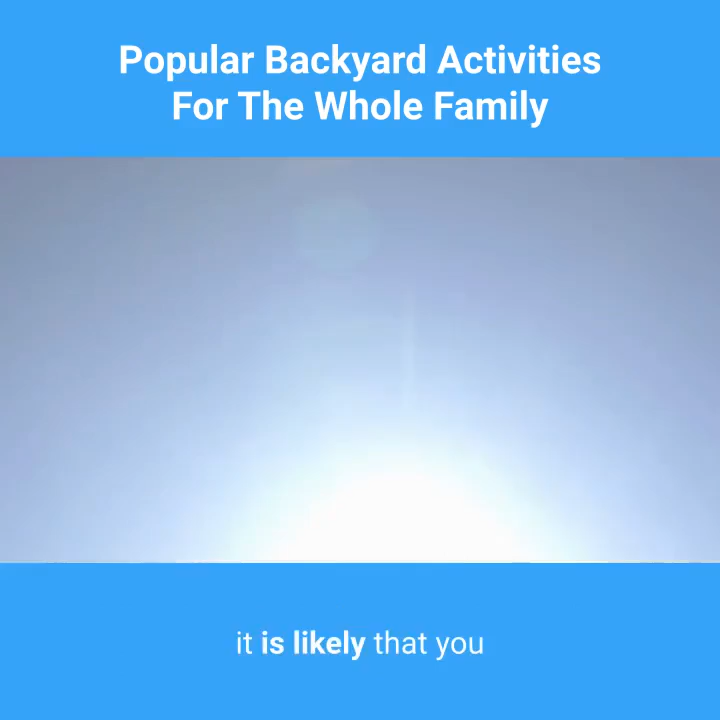 Popular Backyard Activities
For The Whole Family
it is likely that you